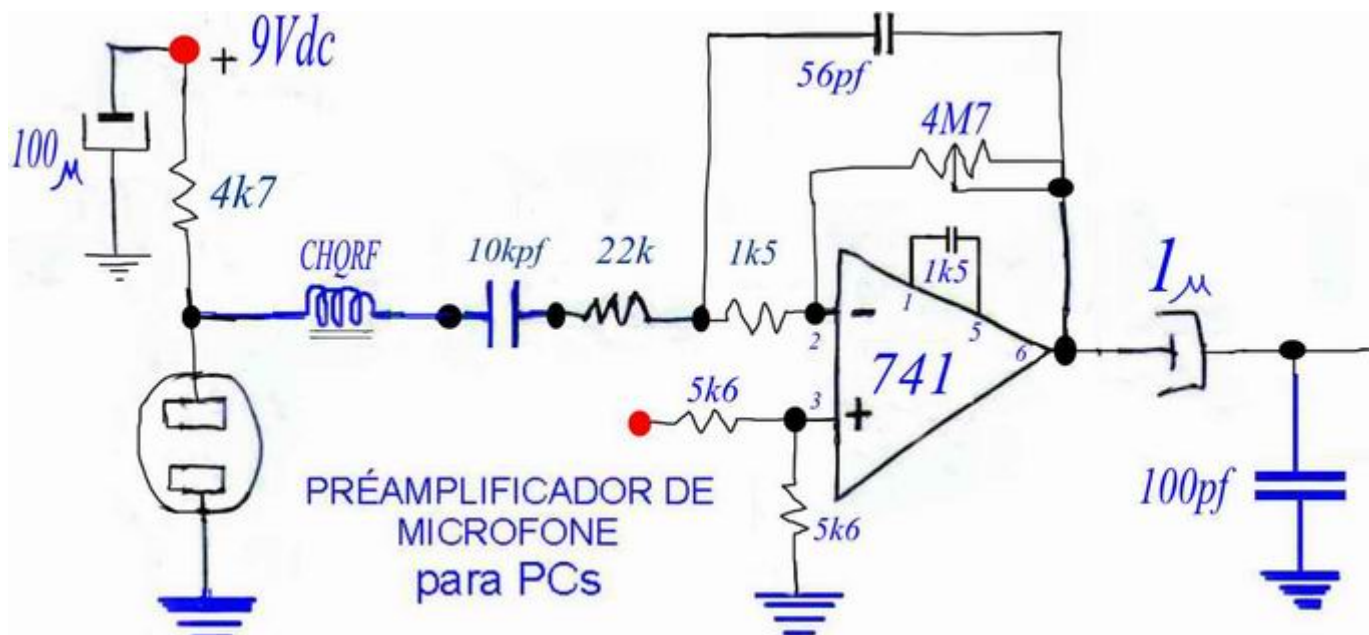 + 9Vdc
100µ
4k7
CHQRF
10kpf
22k
1k5
56pf
4M7
1k5
1
5
2
6
741
3
+
5k6
5k6
1µ
100pf
PRÉAMPLIFICADOR DE
MICROFONE
para PCs